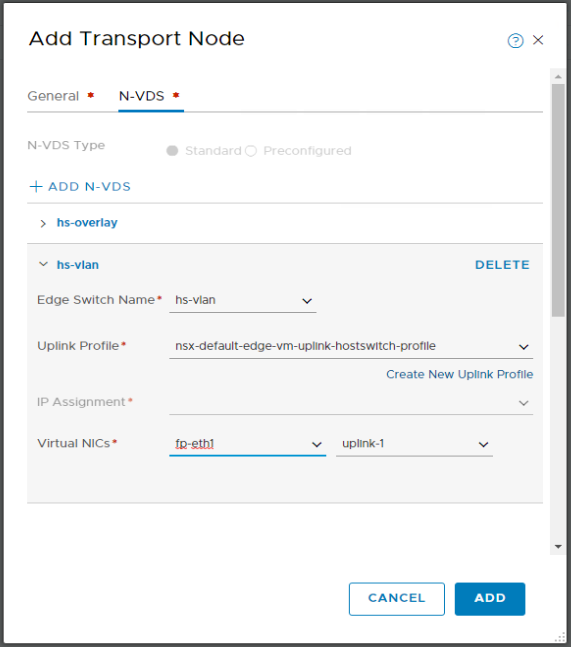 Add Transport Node
General *
N-VDS *
N-VDS Type
Standard
Preconfigured
+ ADD N-VDS
hs-overlay
hs-vlan
DELETE
Edge Switch Name*
hs-vlan
Uplink Profile*
nsx-default-edge-vm-uplink-hostswitch-profile
Create New Uplink Profile
IP Assignment*
Virtual NICs*
fp-eth1
uplink-1
CANCEL
ADD